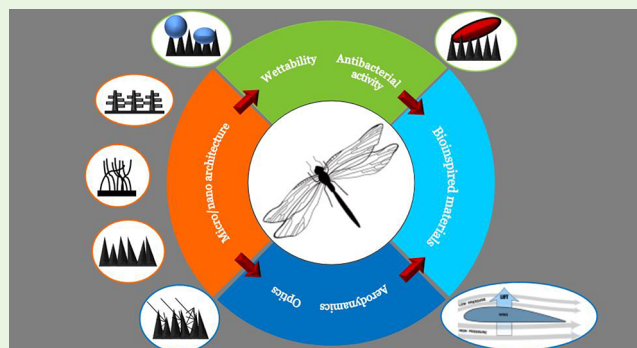 Wettability
Antibacterial
activity
Micro/nano architecture
Bioinspired materials
Optics
Aerodynamics
LIFT